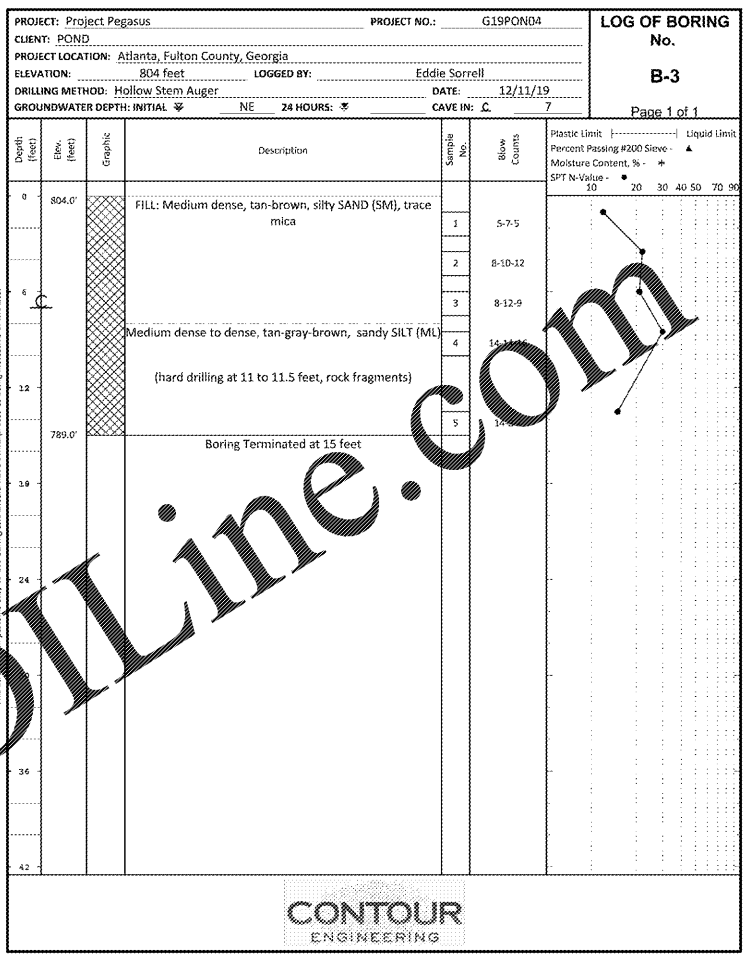 PROJECT: Project Pegasus PROJECT NO.: G19PON04
CLIENT: POND
PROJECT LOCATION: Atlanta, Fulton County, Georgia
ELEVATION: 804 feet LOGGED BY: Eddie Sorrell
DRILLING METHOD: Hollow Stem Auger DATE: 12/11/19
GROUNDWATER DEPTH: INITIAL NE 24 HOURS: CAVE IN: C 7
LOG OF BORING
No.
B-3
Page 1 of 1
Depth (feet)
Elev. (feet)
Graphic
Description
Sample No.
Blow Counts
Plastic Limit Liquid Limit
Percent Passing #200 Sieve - ▲
Moisture Content, % -
SPT N-Value - ●
10 20 30 40 50 70 90
0 804.0'
FILL: Medium dense, tan-brown, silty SAND (SM), trace
mica
1 5-7-5
2 8-10-12
6 C 3 8-12-9
Medium dense to dense, tan-gray-brown, sandy SILT (ML)
4
(hard drilling at 11 to 11.5 feet, rock fragments)
12
5
789.0'
Boring Terminated at 15 feet
24
36
42
ILine.com
CONTOUR
ENGINEERING